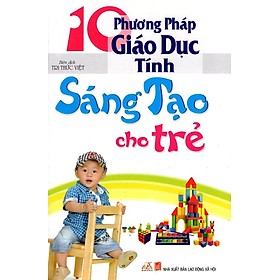 10 Phương Pháp
Giáo Dục
Biên dịch
TRI THỨC VIỆT
Tính
Sáng Tạo
cho trẻ
NHÀ XUẤT BẢN LAO ĐỘNG XÃ HỘI